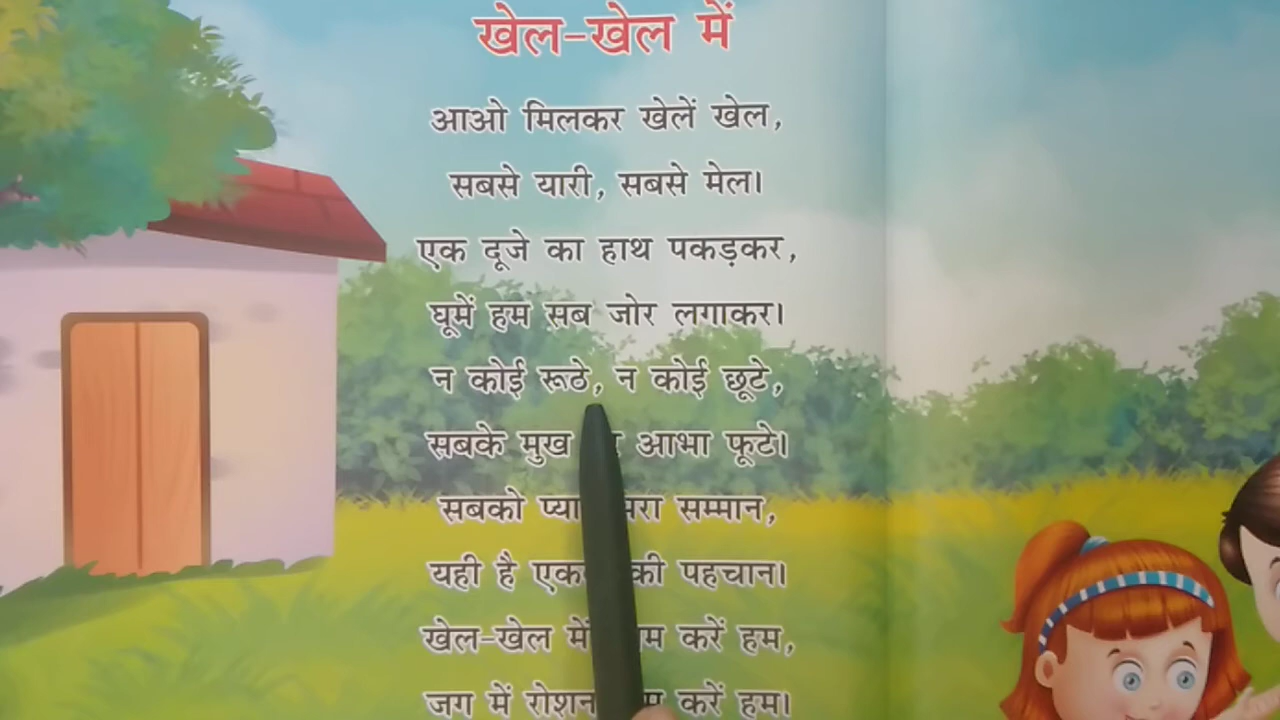 खेल-खेल में
आओ मिलकर खेलें खेल,
सबसे यारी, सबसे मेल।
एक दूजे का हाथ पकड़कर,
घूमें हम सब जोर लगाकर।
न कोई रूठे, न कोई छूटे,
सबके मुख आभा फूटे।
सबको सम्मान,
यही है की पहचान।
खेल-खेल में करें हम,
जग में करें हम।